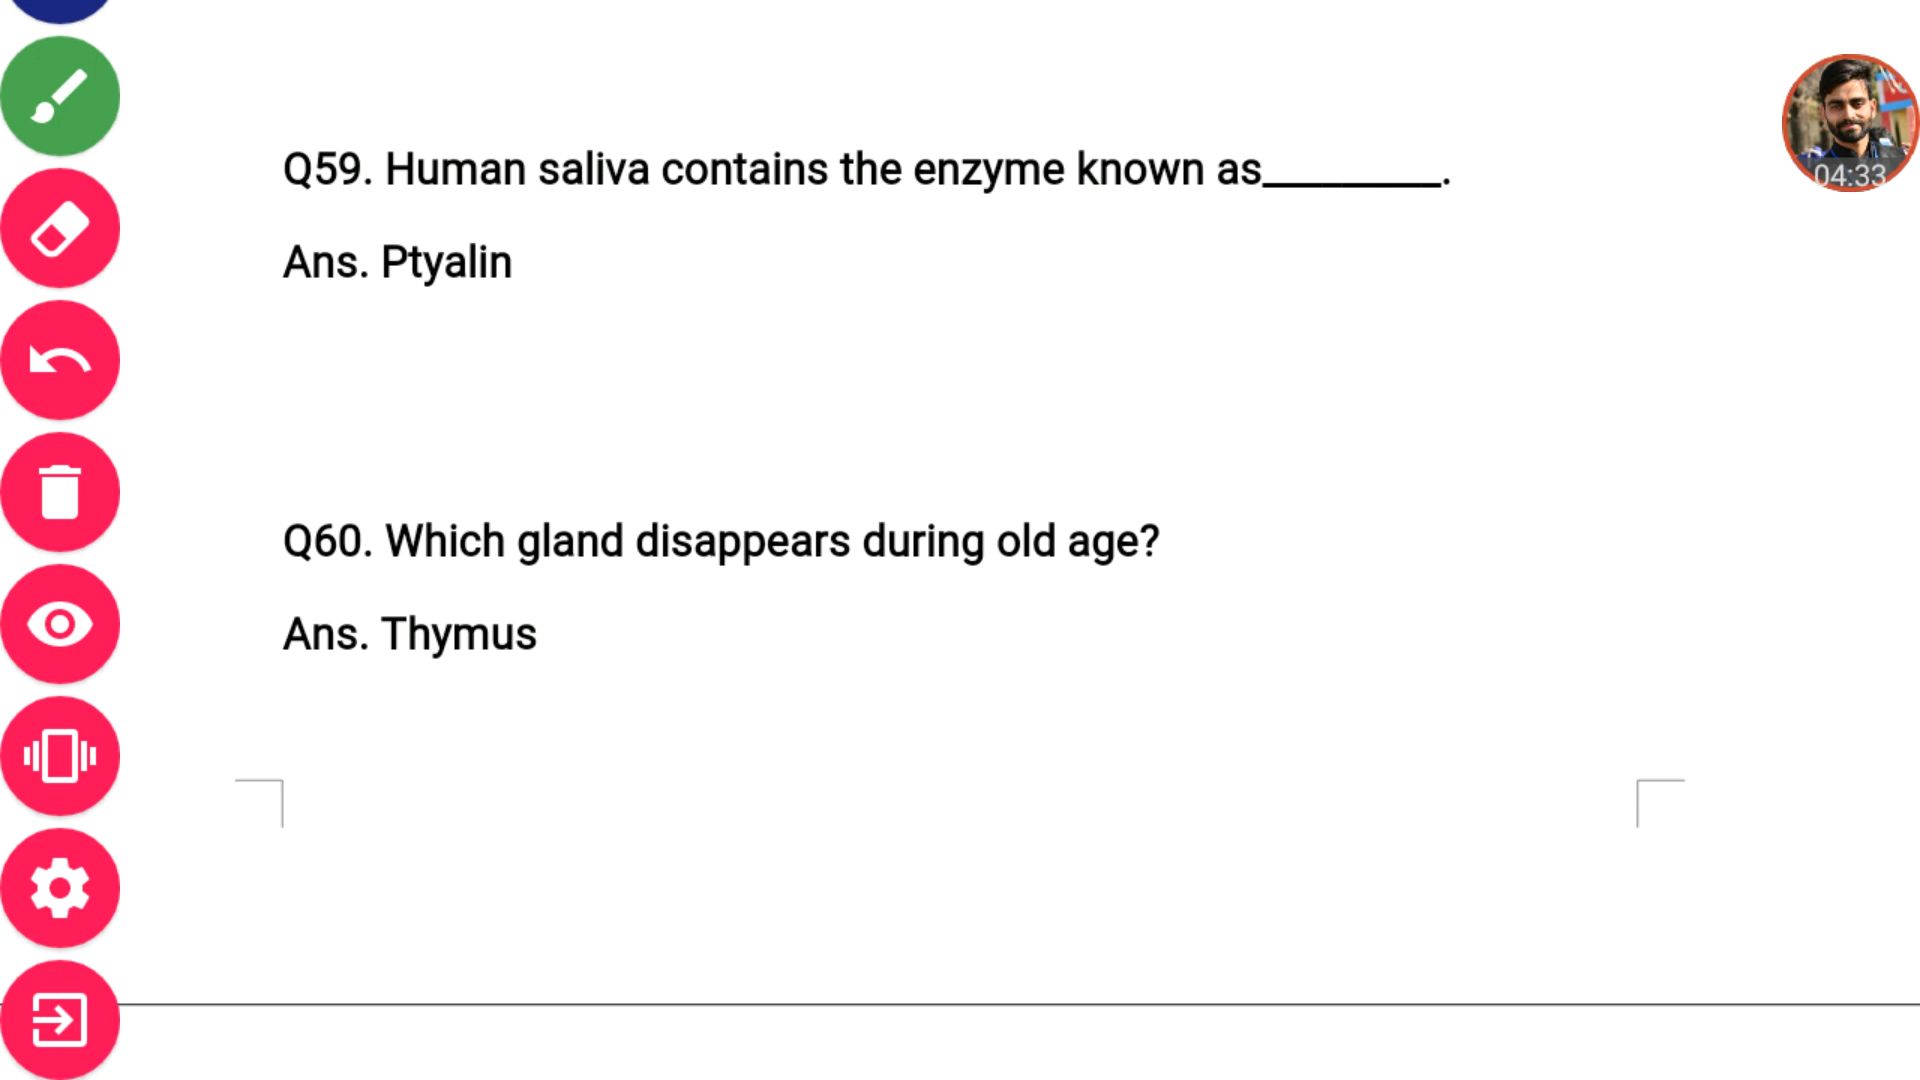 Q59. Human saliva contains the enzyme known as_________.
04:33
Ans. Ptyalin
Q60. Which gland disappears during old age?
Ans. Thymus